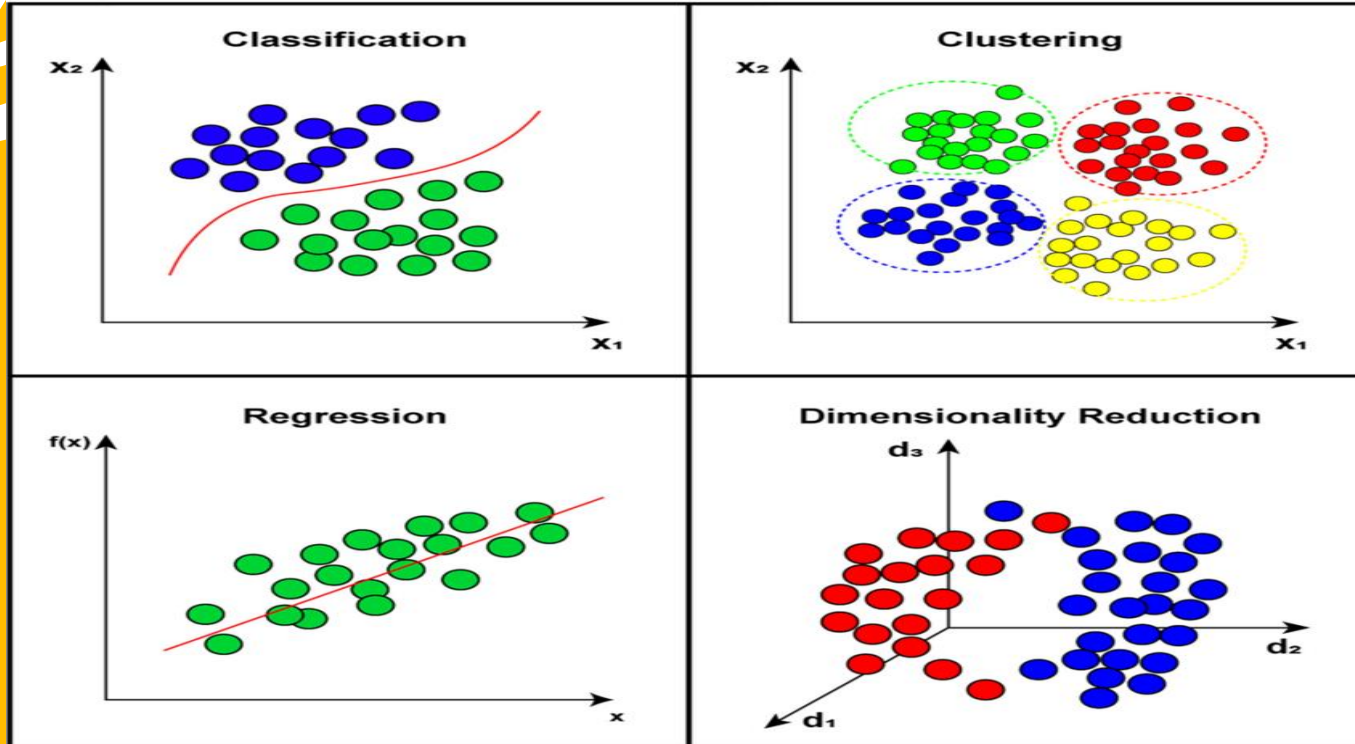 Classification
x₂
x₁
Clustering
x₂
x₁
Regression
f(x)
x
Dimensionality Reduction
d₃
d₂
d₁